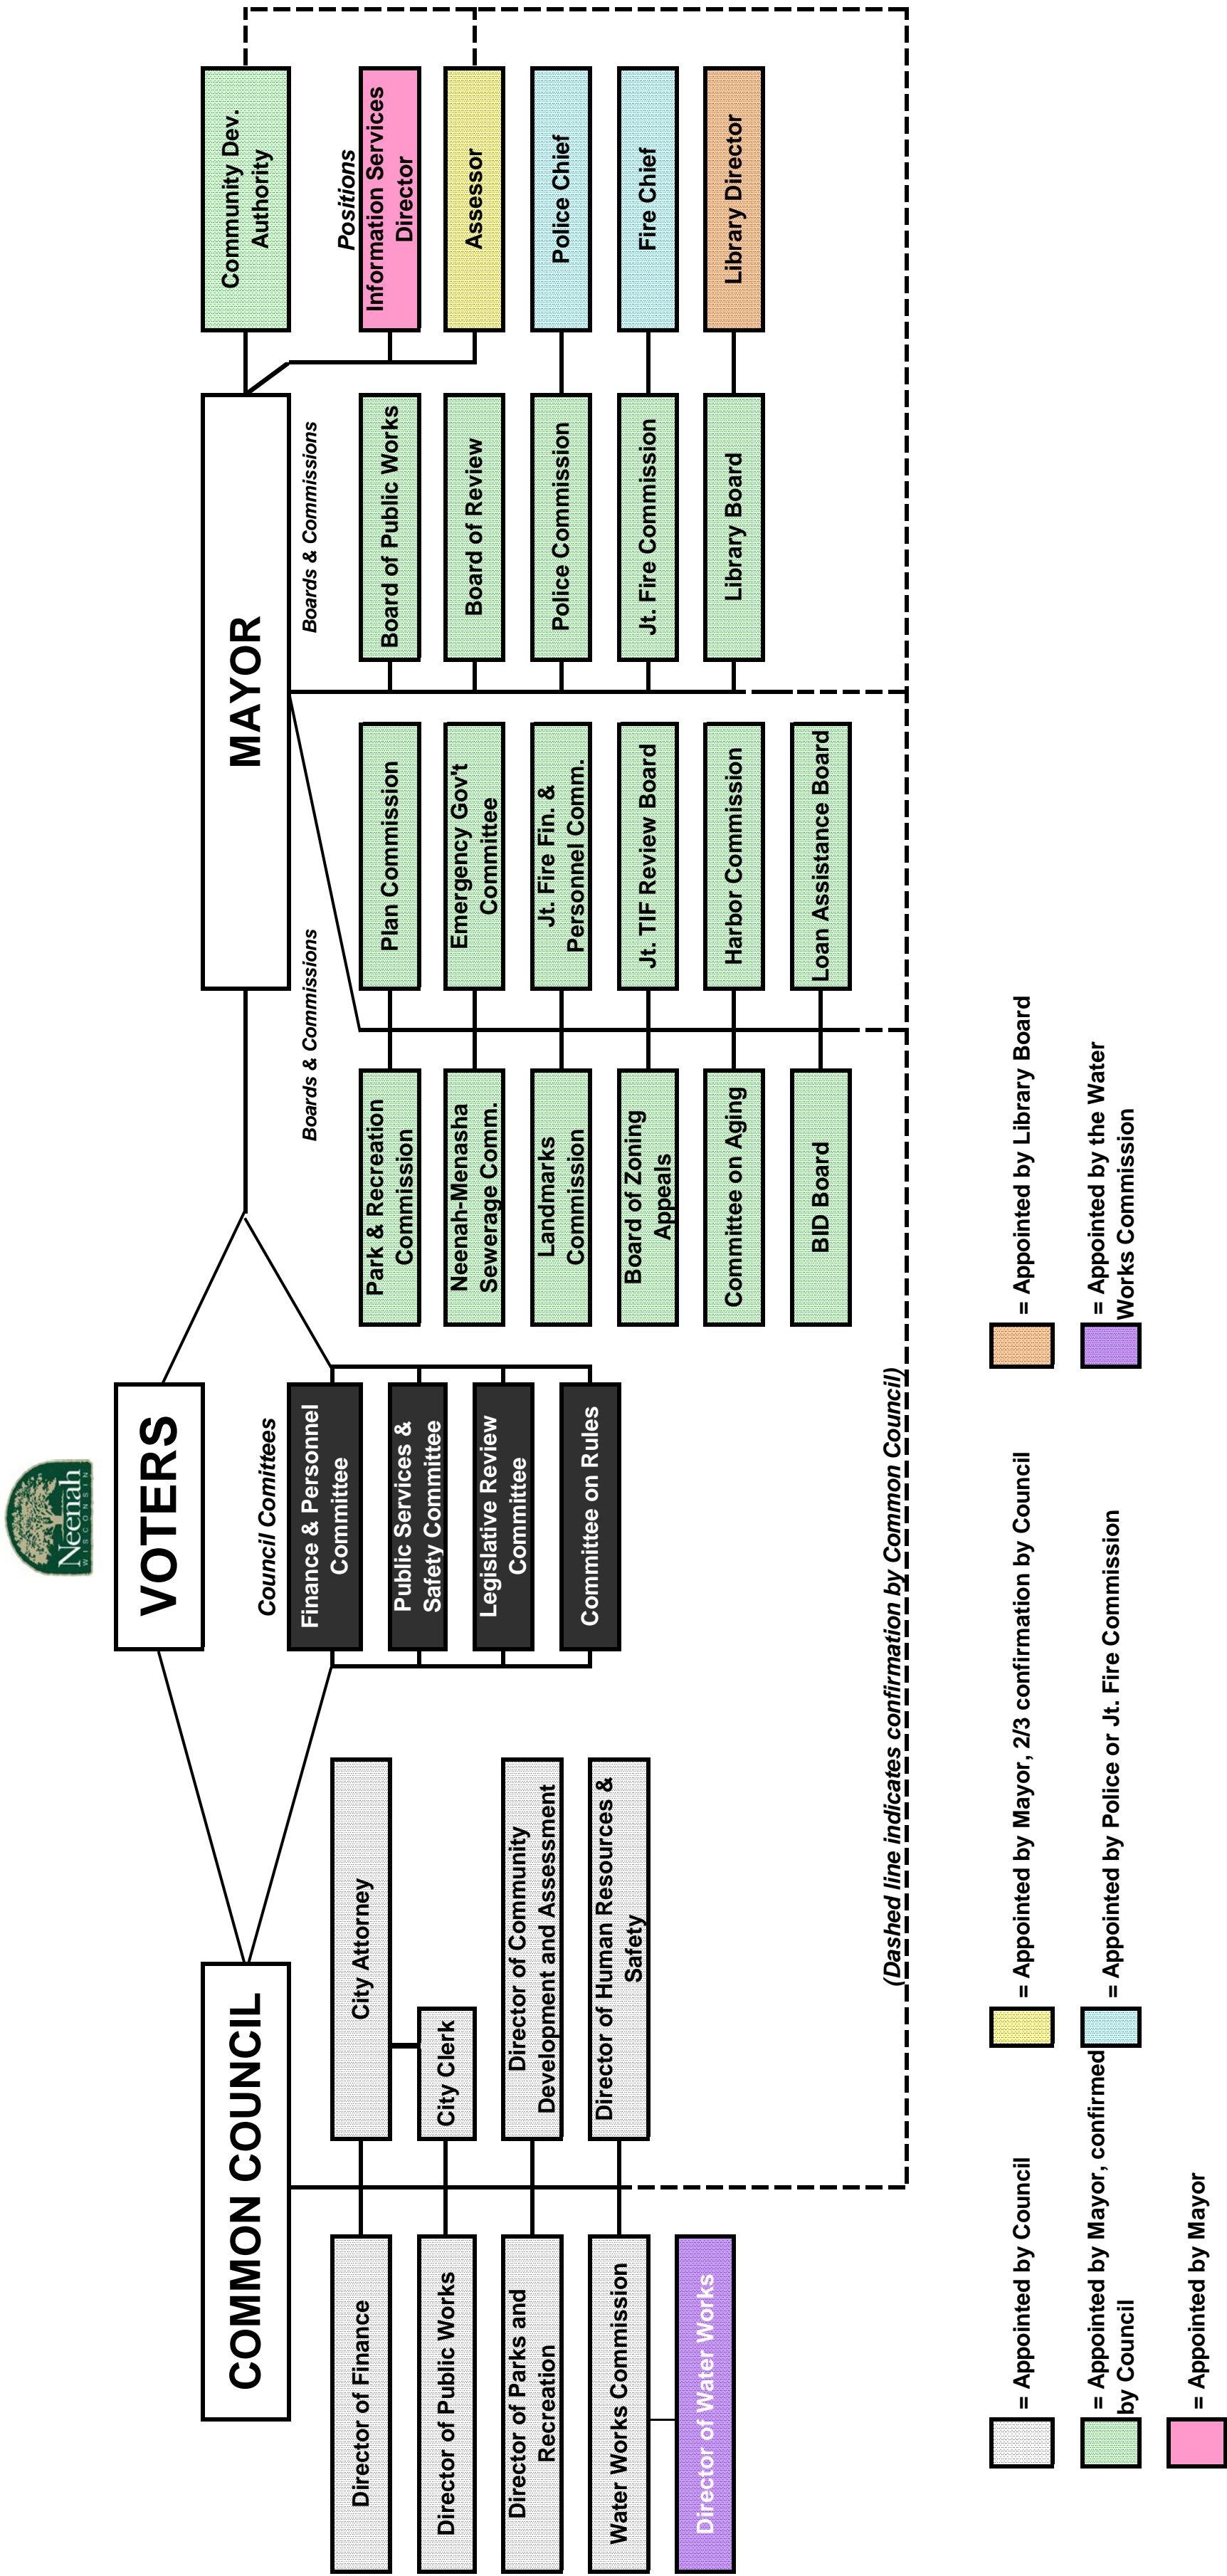 Neenah
WISCONSIN
VOTERS
COMMON COUNCIL
MAYOR
Council Comittees
Boards & Commissions
Boards & Commissions
Positions
Director of Finance
Director of Public Works
Director of Parks and
Recreation
Water Works Commission
Director of Water Works
City Attorney
City Clerk
Director of Community
Development and Assessment
Director of Human Resources &
Safety
Finance & Personnel
Committee
Public Services &
Safety Committee
Legislative Review
Committee
Committee on Rules
Park & Recreation
Commission
Neenah-Menasha
Sewerage Comm.
Landmarks
Commission
Board of Zoning
Appeals
Committee on Aging
BID Board
Plan Commission
Emergency Gov't
Committee
Jt. Fire Fin. &
Personnel Comm.
Jt. TIF Review Board
Harbor Commission
Loan Assistance Board
Board of Public Works
Board of Review
Police Commission
Jt. Fire Commission
Library Board
Community Dev.
Authority
Information Services
Director
Assessor
Police Chief
Fire Chief
Library Director
(Dashed line indicates confirmation by Common Council)
= Appointed by Council
= Appointed by Mayor, confirmed
by Council
= Appointed by Mayor
= Appointed by Mayor, 2/3 confirmation by Council
= Appointed by Police or Jt. Fire Commission
= Appointed by Library Board
= Appointed by the Water
Works Commission